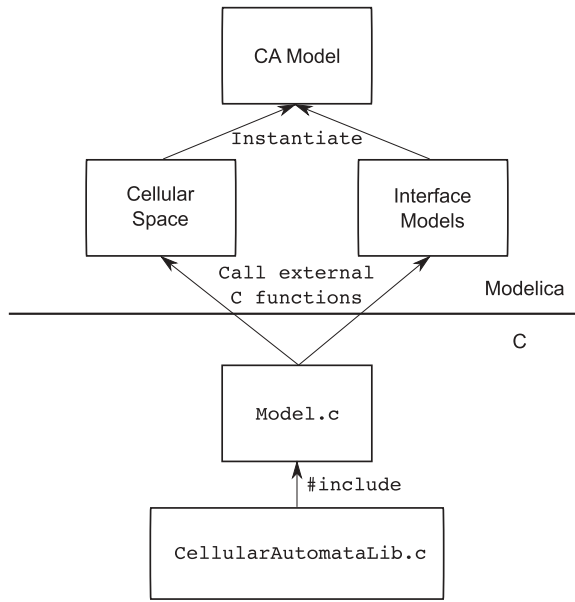 CA Model
Instantiate
Cellular
Space
Interface
Models
Call external
C functions
Modelica
C
Model.c
#include
CellularAutomataLib.c